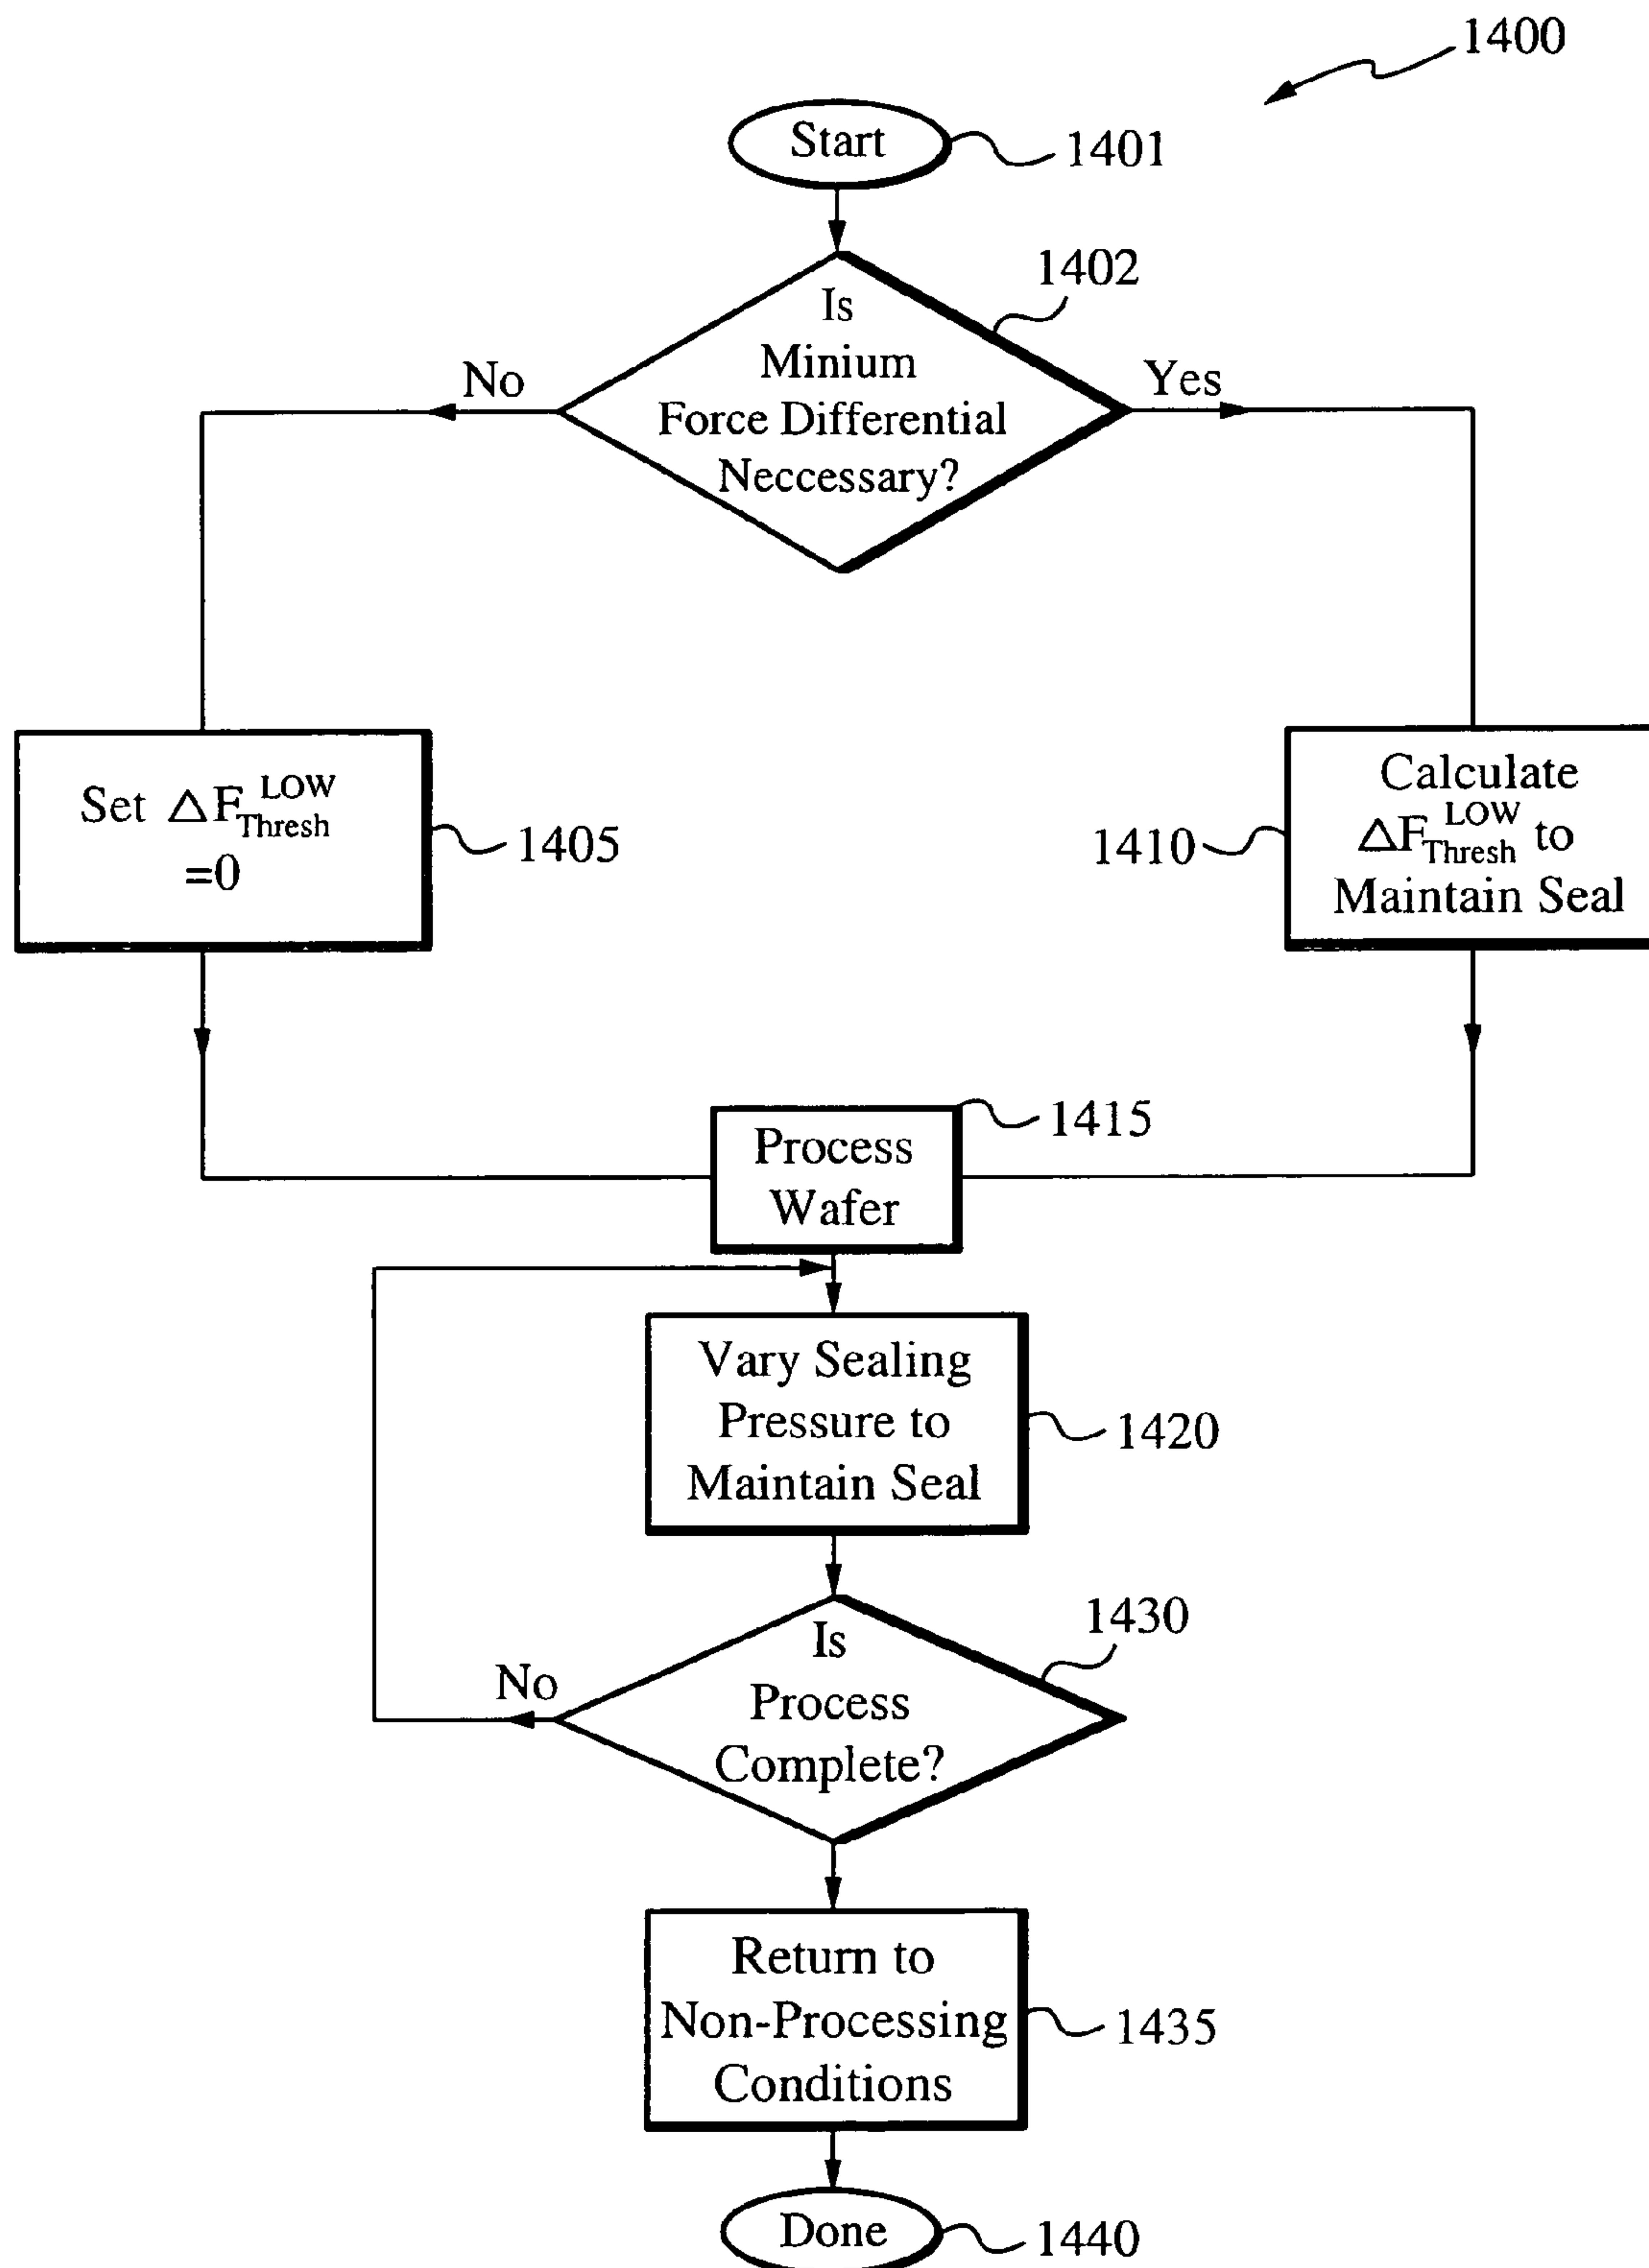 1400
Start
1401
1402
Is
Minium
Force Differential
Neccessary?
No
Yes
Set △F LOW Thresh
=0
1405
Calculate
△F LOW Thresh to
Maintain Seal
1410
Process
Wafer
1415
Vary Sealing
Pressure to
Maintain Seal
1420
Is
Process
Complete?
1430
No
Return to
Non-Processing
Conditions
1435
Done
1440